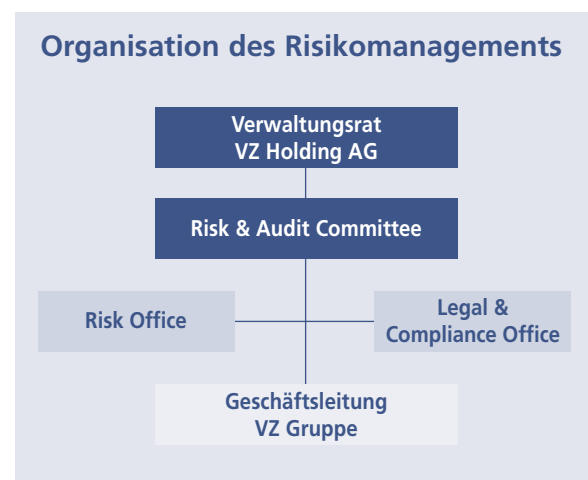 Organisation des Risikomanagements
Verwaltungsrat
VZ Holding AG
Risk & Audit Committee
Risk Office
Legal &
Compliance Office
Geschäftsleitung
VZ Gruppe